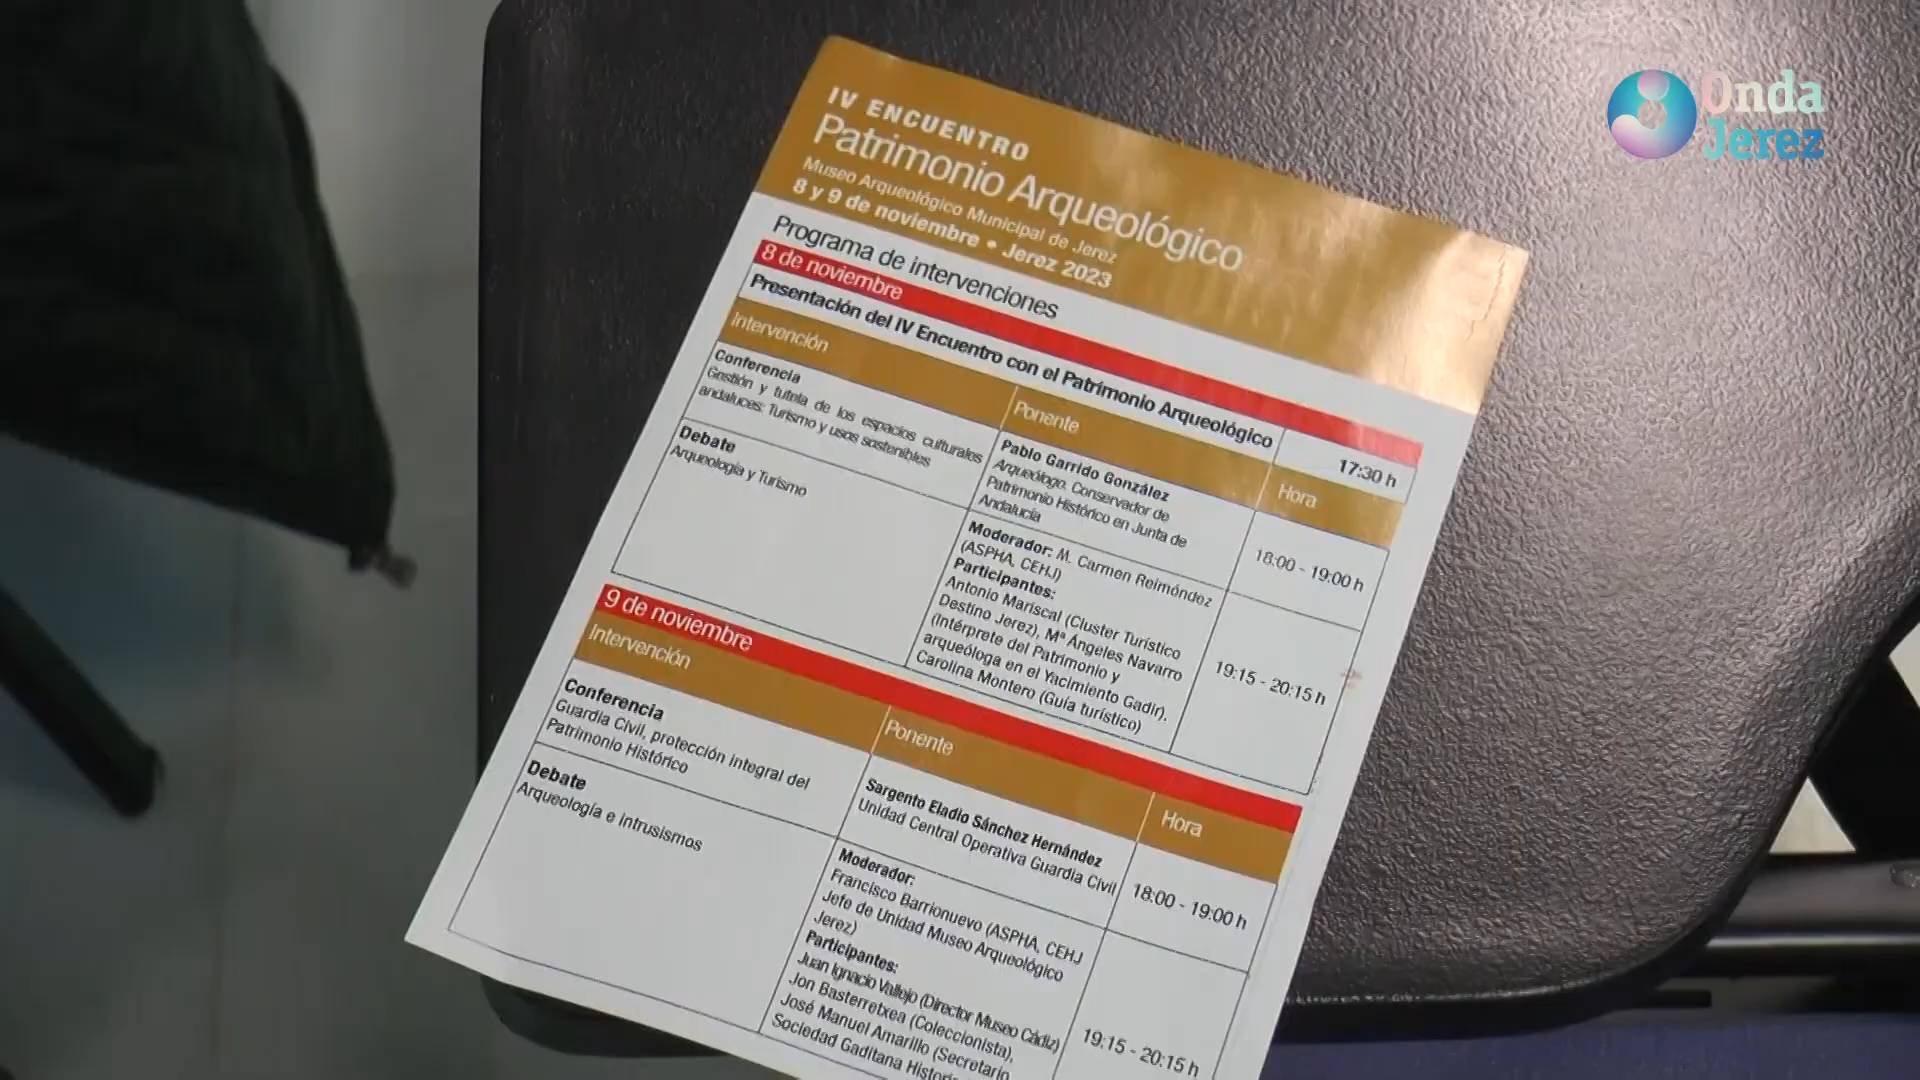 IV ENCUENTRO
Patrimonio Arqueológico
Museo Arqueológico Municipal de Jerez
8 y 9 de noviembre • Jerez 2023
Programa de intervenciones
8 de noviembre
Presentación del IV Encuentro con el Patrimonio Arqueológico
17:30 h
Intervención
Ponente
Hora
Conferencia
Gestión y tutela de los espacios culturales
andaluces: Turismo y usos sostenibles
Pablo Garrido González
Arqueólogo. Conservador de
Patrimonio Histórico en Junta de
Andalucía
18:00 - 19:00 h
Debate
Arqueología y Turismo
Moderador: M. Carmen Reimóndez
(ASPHA, CEHJ)
Participantes:
Antonio Mariscal (Cluster Turístico
Destino Jerez), Mª Ángeles Navarro
(Intérprete del Patrimonio y
arqueóloga en el Yacimiento Gadir),
Carolina Montero (Guía turístico)
19:15 - 20:15 h
9 de noviembre
Intervención
Ponente
Hora
Conferencia
Guardia Civil, protección integral del
Patrimonio Histórico
Sargento Eladio Sánchez Hernández
Unidad Central Operativa Guardia Civil
18:00 - 19:00 h
Debate
Arqueología e intrusismos
Moderador:
Francisco Barrionuevo (ASPHA, CEHJ
Jefe de Unidad Museo Arqueológico
Jerez)
Participantes:
Juan Ignacio Vallejo (Director Museo Cádiz)
Jon Basterretxea (Coleccionista),
José Manuel Amarillo (Secretario
Sociedad Gaditana
19:15 - 20:15 h
Onda
Jerez